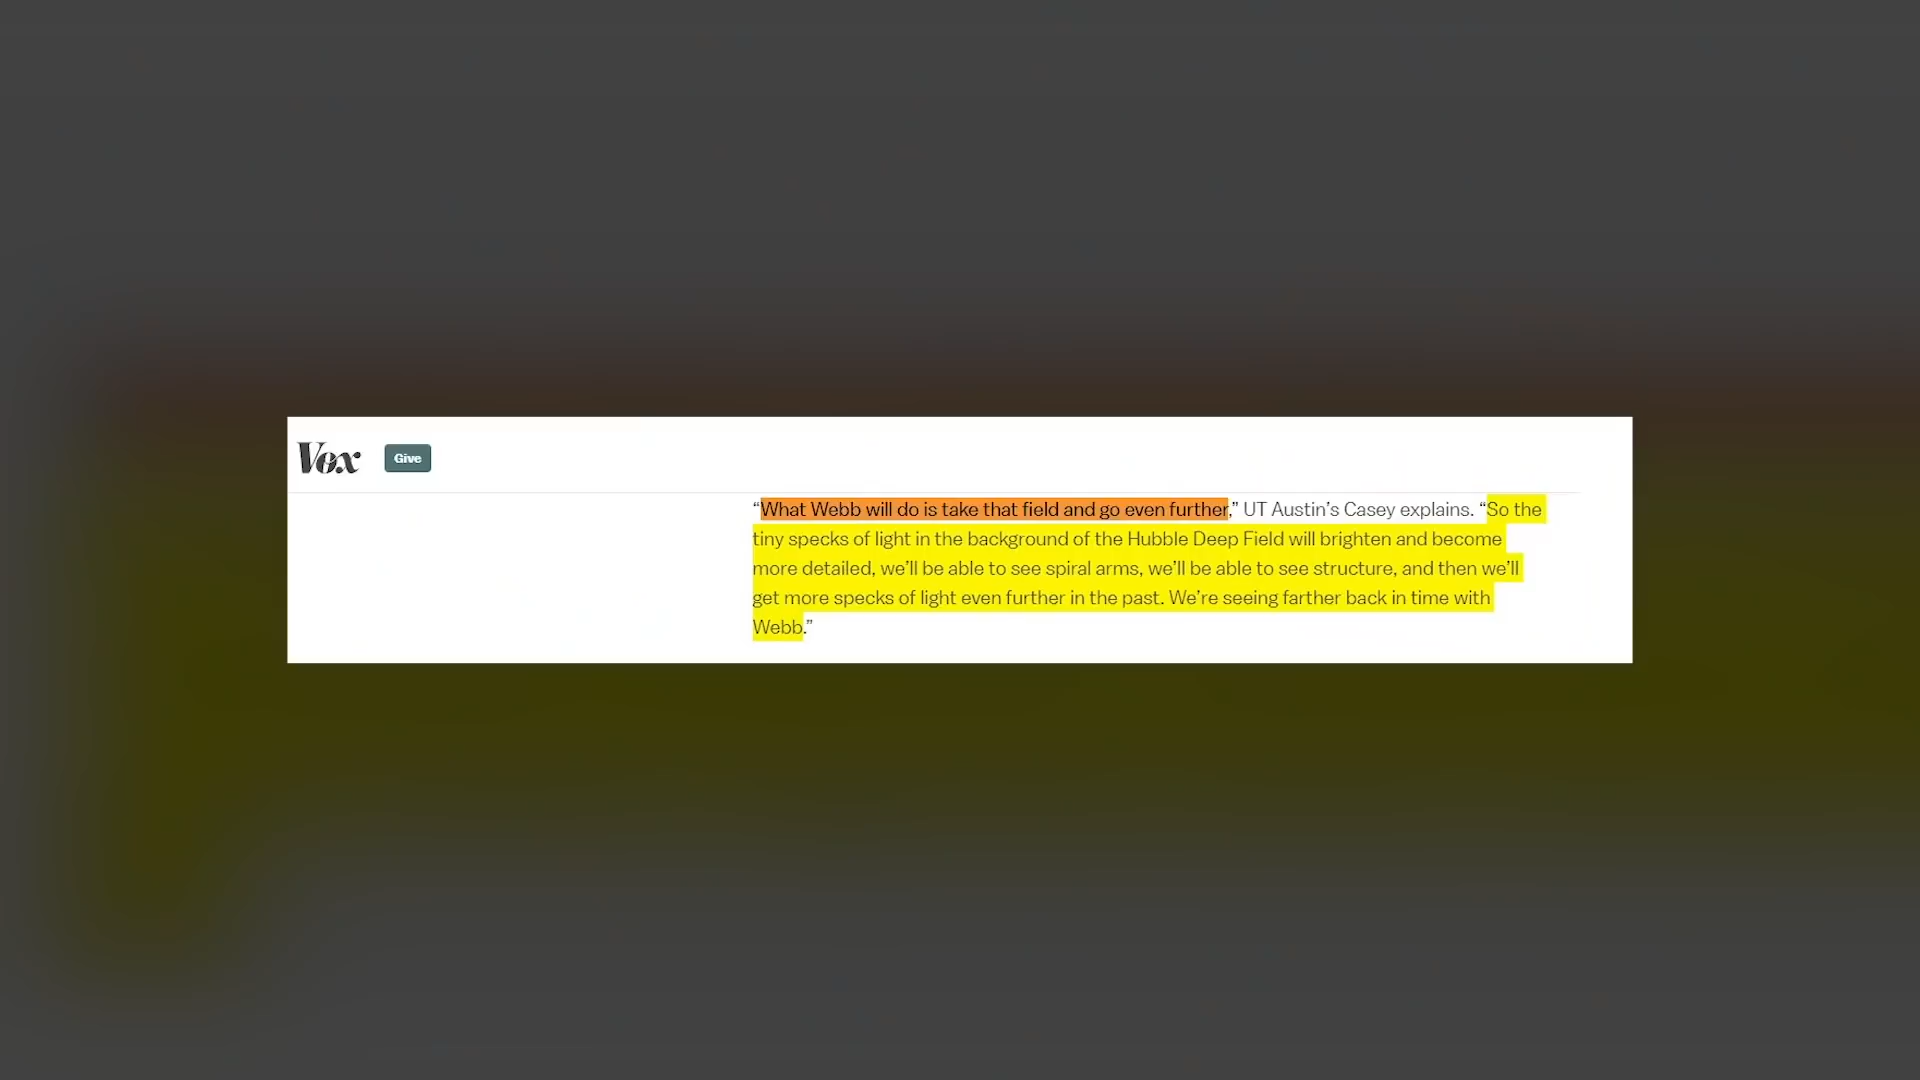 Vox
Give
“What Webb will do is take that field and go even further,” UT Austin’s Casey explains. “So the
tiny specks of light in the background of the Hubble Deep Field will brighten and become
more detailed, we’ll be able to see spiral arms, we’ll be able to see structure, and then we’ll
get more specks of light even further in the past. We’re seeing farther back in time with
Webb.”